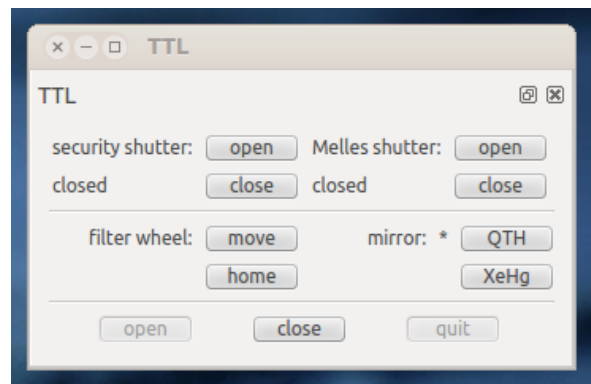 TTL
TTL
security shutter: open Melles shutter: open
closed close closed close
filter wheel: move mirror: * QTH
home XeHg
open close quit